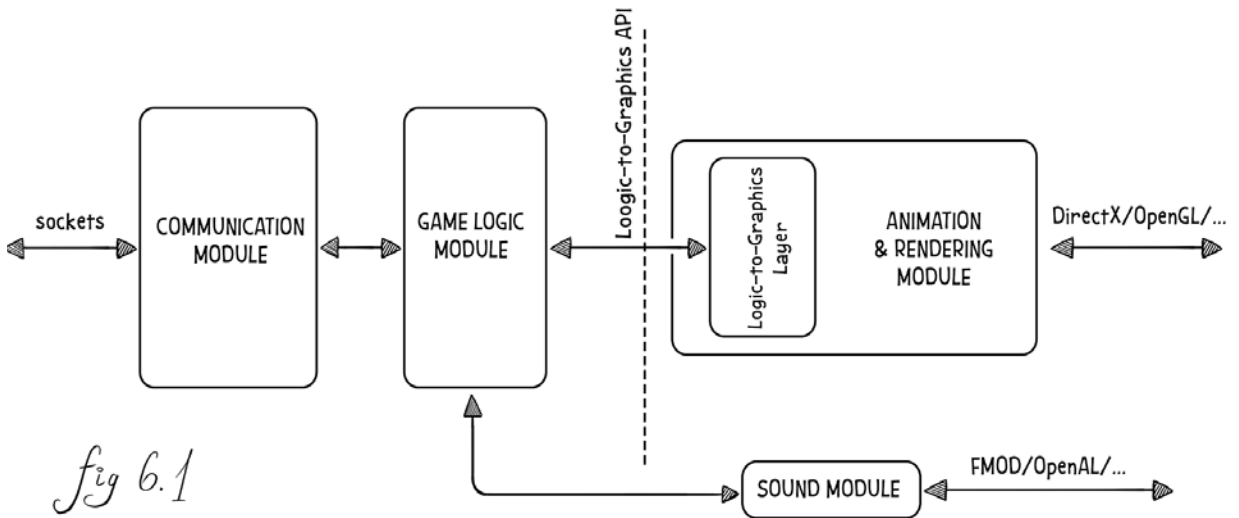 Loogic-to-Graphics API
sockets
COMMUNICATION
MODULE
GAME LOGIC
MODULE
Logic-to-Graphics
Layer
ANIMATION
& RENDERING
MODULE
DirectX/OpenGL/...
fig 6.1
SOUND MODULE
FMOD/OpenAL/...